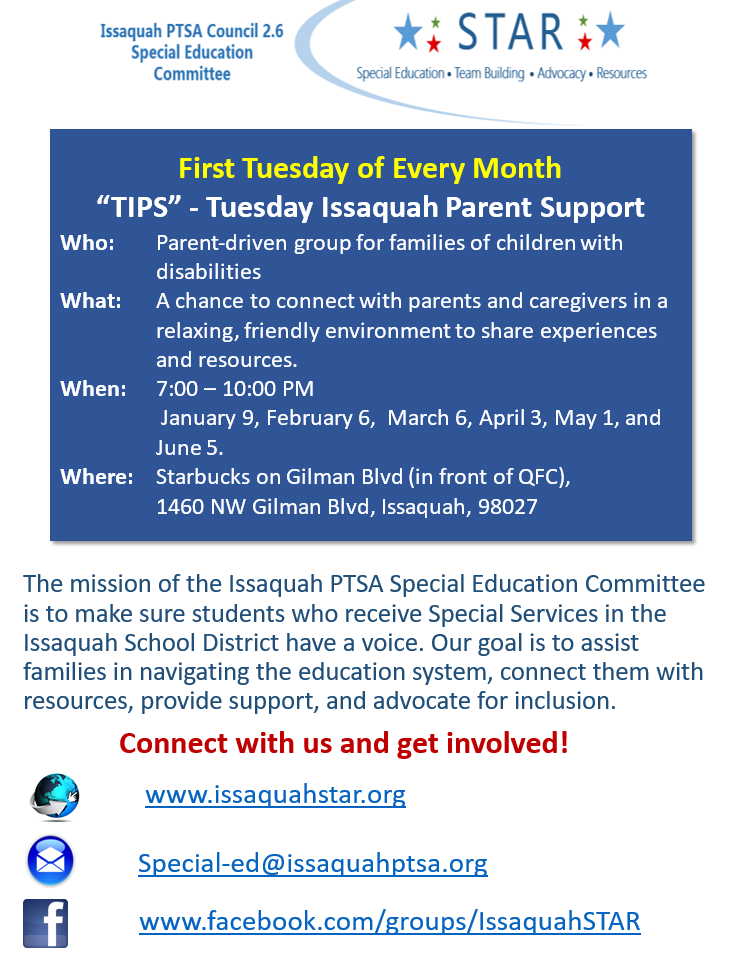 Issaquah PTSA Council 2.6
Special Education
Committee
STAR
Special Education • Team Building • Advocacy • Resources
First Tuesday of Every Month
“TIPS” - Tuesday Issaquah Parent Support
Who: Parent-driven group for families of children with
disabilities
What: A chance to connect with parents and caregivers in a
relaxing, friendly environment to share experiences
and resources.
When: 7:00 – 10:00 PM
January 9, February 6, March 6, April 3, May 1, and
June 5.
Where: Starbucks on Gilman Blvd (in front of QFC),
1460 NW Gilman Blvd, Issaquah, 98027
The mission of the Issaquah PTSA Special Education Committee
is to make sure students who receive Special Services in the
Issaquah School District have a voice. Our goal is to assist
families in navigating the education system, connect them with
resources, provide support, and advocate for inclusion.
Connect with us and get involved!
www.issaquahstar.org
Special-ed@issaquahptsa.org
f
www.facebook.com/groups/IssaquahSTAR